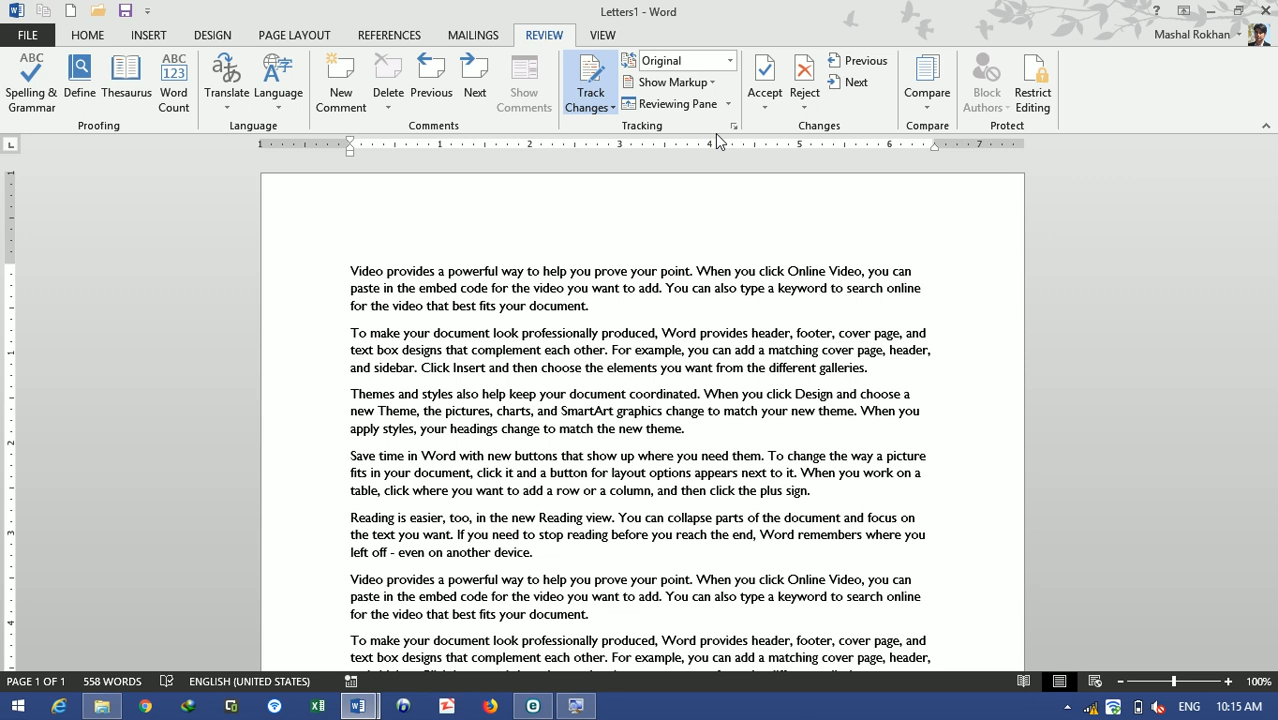 Letters1 - Word
FILE HOME INSERT DESIGN PAGE LAYOUT REFERENCES MAILINGS REVIEW VIEW Mashal Rokhan
ABC Spelling & Grammar
Define
Thesaurus
ABC 123 Word Count
Translate
Language
New Comment
Delete
Previous
Next
Show Comments
Track Changes
Original
Show Markup
Reviewing Pane
Accept
Reject
Previous
Next
Compare
Block Authors
Restrict Editing
Proofing Language Comments Tracking Changes Compare Protect
1 1 2 3 4 5 6 7
1
1
2
3
4
Video provides a powerful way to help you prove your point. When you click Online Video, you can
paste in the embed code for the video you want to add. You can also type a keyword to search online
for the video that best fits your document.
To make your document look professionally produced, Word provides header, footer, cover page, and
text box designs that complement each other. For example, you can add a matching cover page, header,
and sidebar. Click Insert and then choose the elements you want from the different galleries.
Themes and styles also help keep your document coordinated. When you click Design and choose a
new Theme, the pictures, charts, and SmartArt graphics change to match your new theme. When you
apply styles, your headings change to match the new theme.
Save time in Word with new buttons that show up where you need them. To change the way a picture
fits in your document, click it and a button for layout options appears next to it. When you work on a
table, click where you want to add a row or a column, and then click the plus sign.
Reading is easier, too, in the new Reading view. You can collapse parts of the document and focus on
the text you want. If you need to stop reading before you reach the end, Word remembers where you
left off - even on another device.
Video provides a powerful way to help you prove your point. When you click Online Video, you can
paste in the embed code for the video you want to add. You can also type a keyword to search online
for the video that best fits your document.
To make your document look professionally produced, Word provides header, footer, cover page, and
text box designs that complement each other. For example, you can add a matching cover page, header,
PAGE 1 OF 1 558 WORDS ENGLISH (UNITED STATES) 100%
ENG 10:15 AM